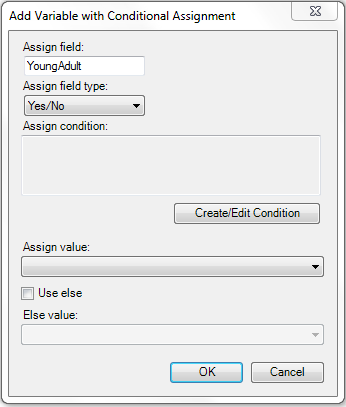 Add Variable with Conditional Assignment
Assign field:
YoungAdult
Assign field type:
Yes/No
Assign condition:
Create/Edit Condition
Assign value:
Use else
Else value:
OK
Cancel